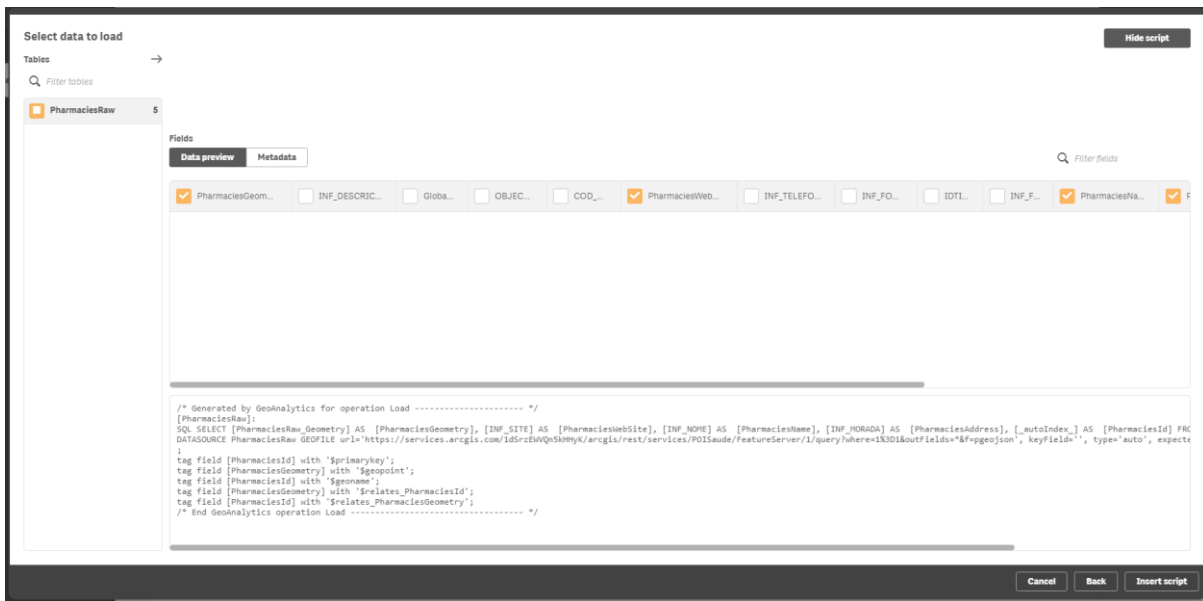 Select data to load
Hide script
Tables
Filter tables
PharmaciesRaw 5
Fields
Data preview Metadata
Filter fields
PharmaciesGeom... INF_DESCRIC... Globa... OBJEC... COD_... PharmaciesWeb... INF_TELEFO... INF_FO... IDTI... INF_F... PharmaciesNa...
/* Generated by GeoAnalytics for operation Load ---------------------- */
[PharmaciesRaw]:
SQL SELECT [PharmaciesRaw_Geometry] AS [PharmaciesGeometry], [INF_SITE] AS [PharmaciesWebSite], [INF_NOME] AS [PharmaciesName], [INF_MORADA] AS [PharmaciesAddress], [_autoIndex_] AS [PharmaciesId] FRO
DATASOURCE PharmaciesRaw GEOFILE url='https://services.arcgis.com/1dSrzEWVQn5kHHyK/arcgis/rest/services/POISaude/FeatureServer/1/query?where=1%3D1&outFields=*&f=pgeojson', keyField='', type='auto', expecte
;
tag field [PharmaciesId] with '$primarykey';
tag field [PharmaciesGeometry] with '$geopoint';
tag field [PharmaciesId] with '$geoname';
tag field [PharmaciesGeometry] with '$relates_PharmaciesId';
tag field [PharmaciesId] with '$relates_PharmaciesGeometry';
/* End GeoAnalytics operation Load ----------------------------------- */
Cancel Back Insert script